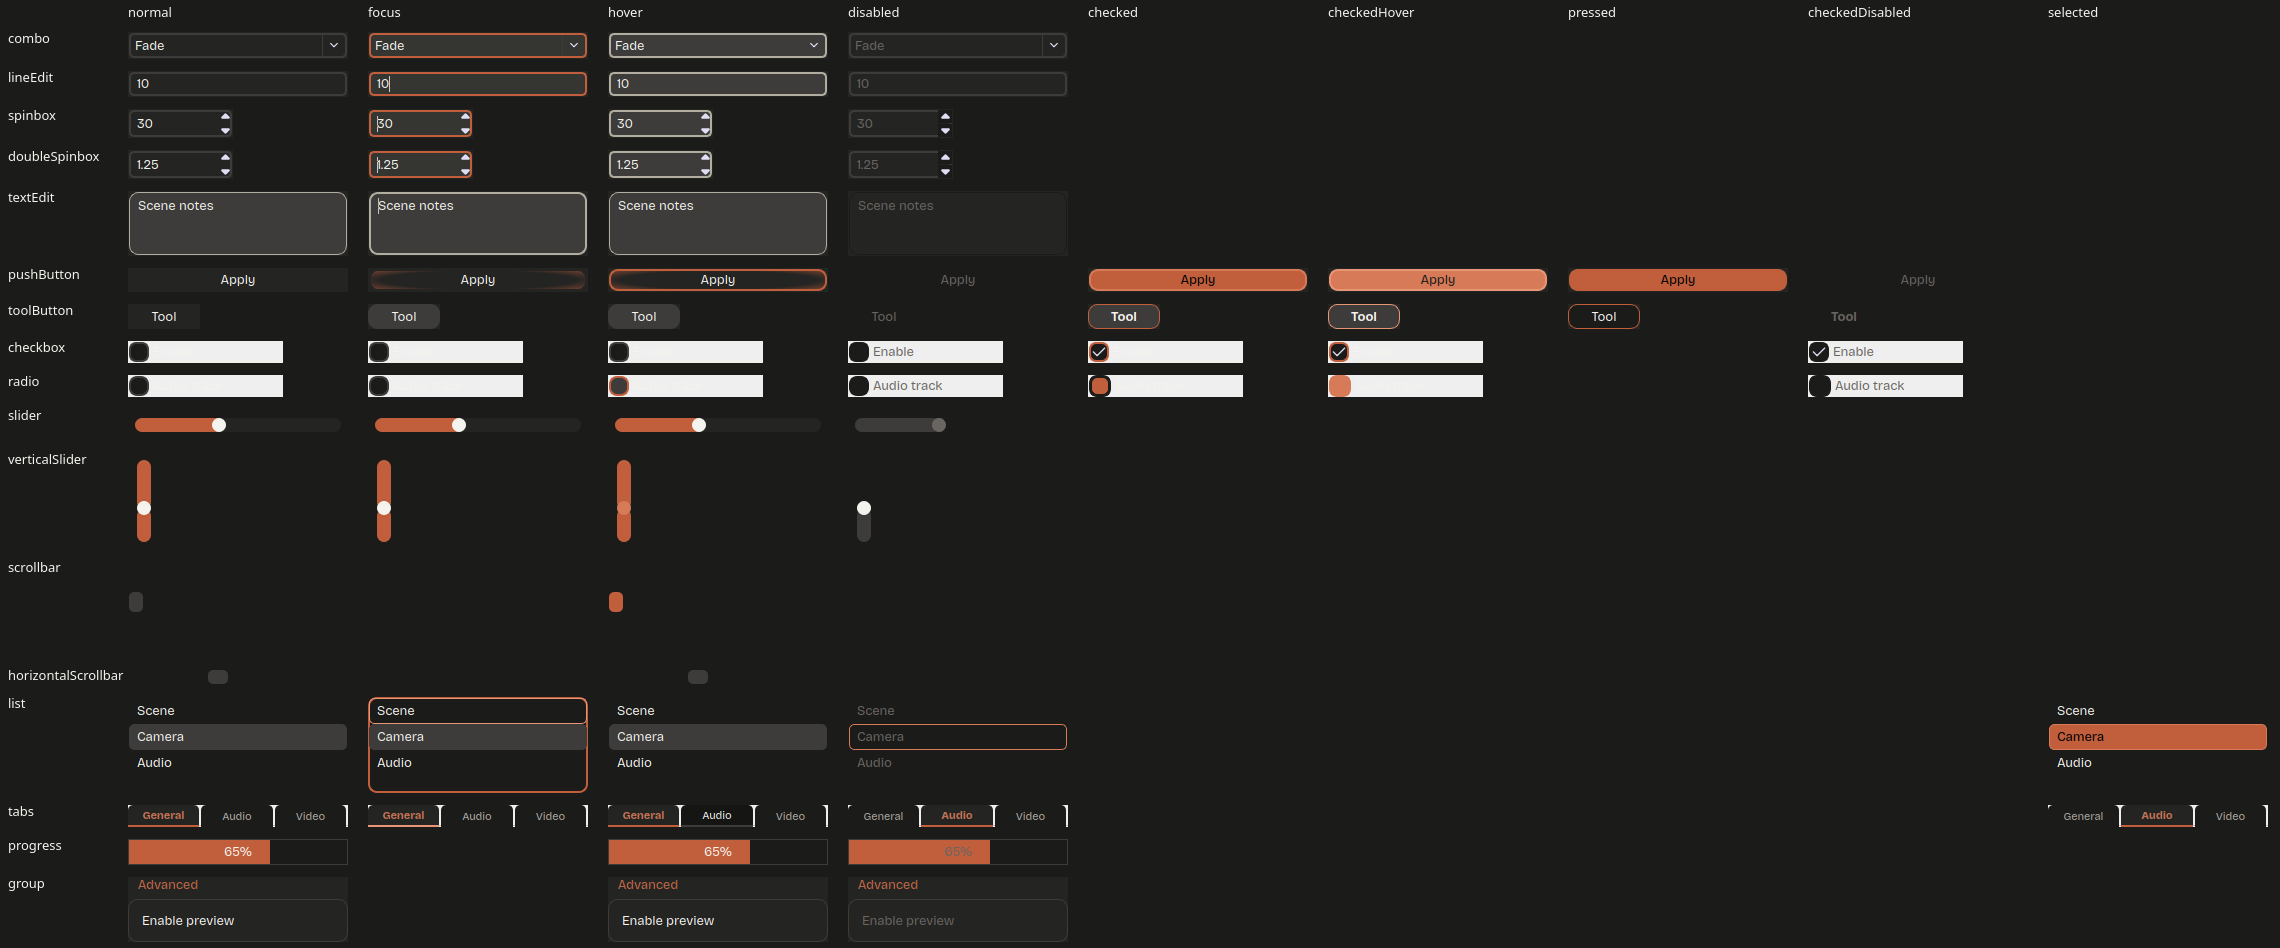 normal focus hover disabled checked checkedHover pressed checkedDisabled selected
combo Fade Fade Fade Fade
lineEdit 10 10 10 10
spinbox 30 30 30 30
doubleSpinbox 1.25 1.25 1.25 1.25
textEdit Scene notes Scene notes Scene notes Scene notes
pushButton Apply Apply Apply Apply Apply Apply Apply Apply
toolButton Tool Tool Tool Tool Tool Tool Tool Tool
checkbox Enable Enable
radio Audio track Audio track
slider
verticalSlider
scrollbar
horizontalScrollbar
list Scene Scene Scene Scene Scene
Camera Camera Camera Camera Camera
Audio Audio Audio Audio Audio
tabs General Audio Video General Audio Video General Audio Video General Audio Video General Audio Video
progress 65% 65% 65%
group Advanced Advanced Advanced
Enable preview Enable preview Enable preview